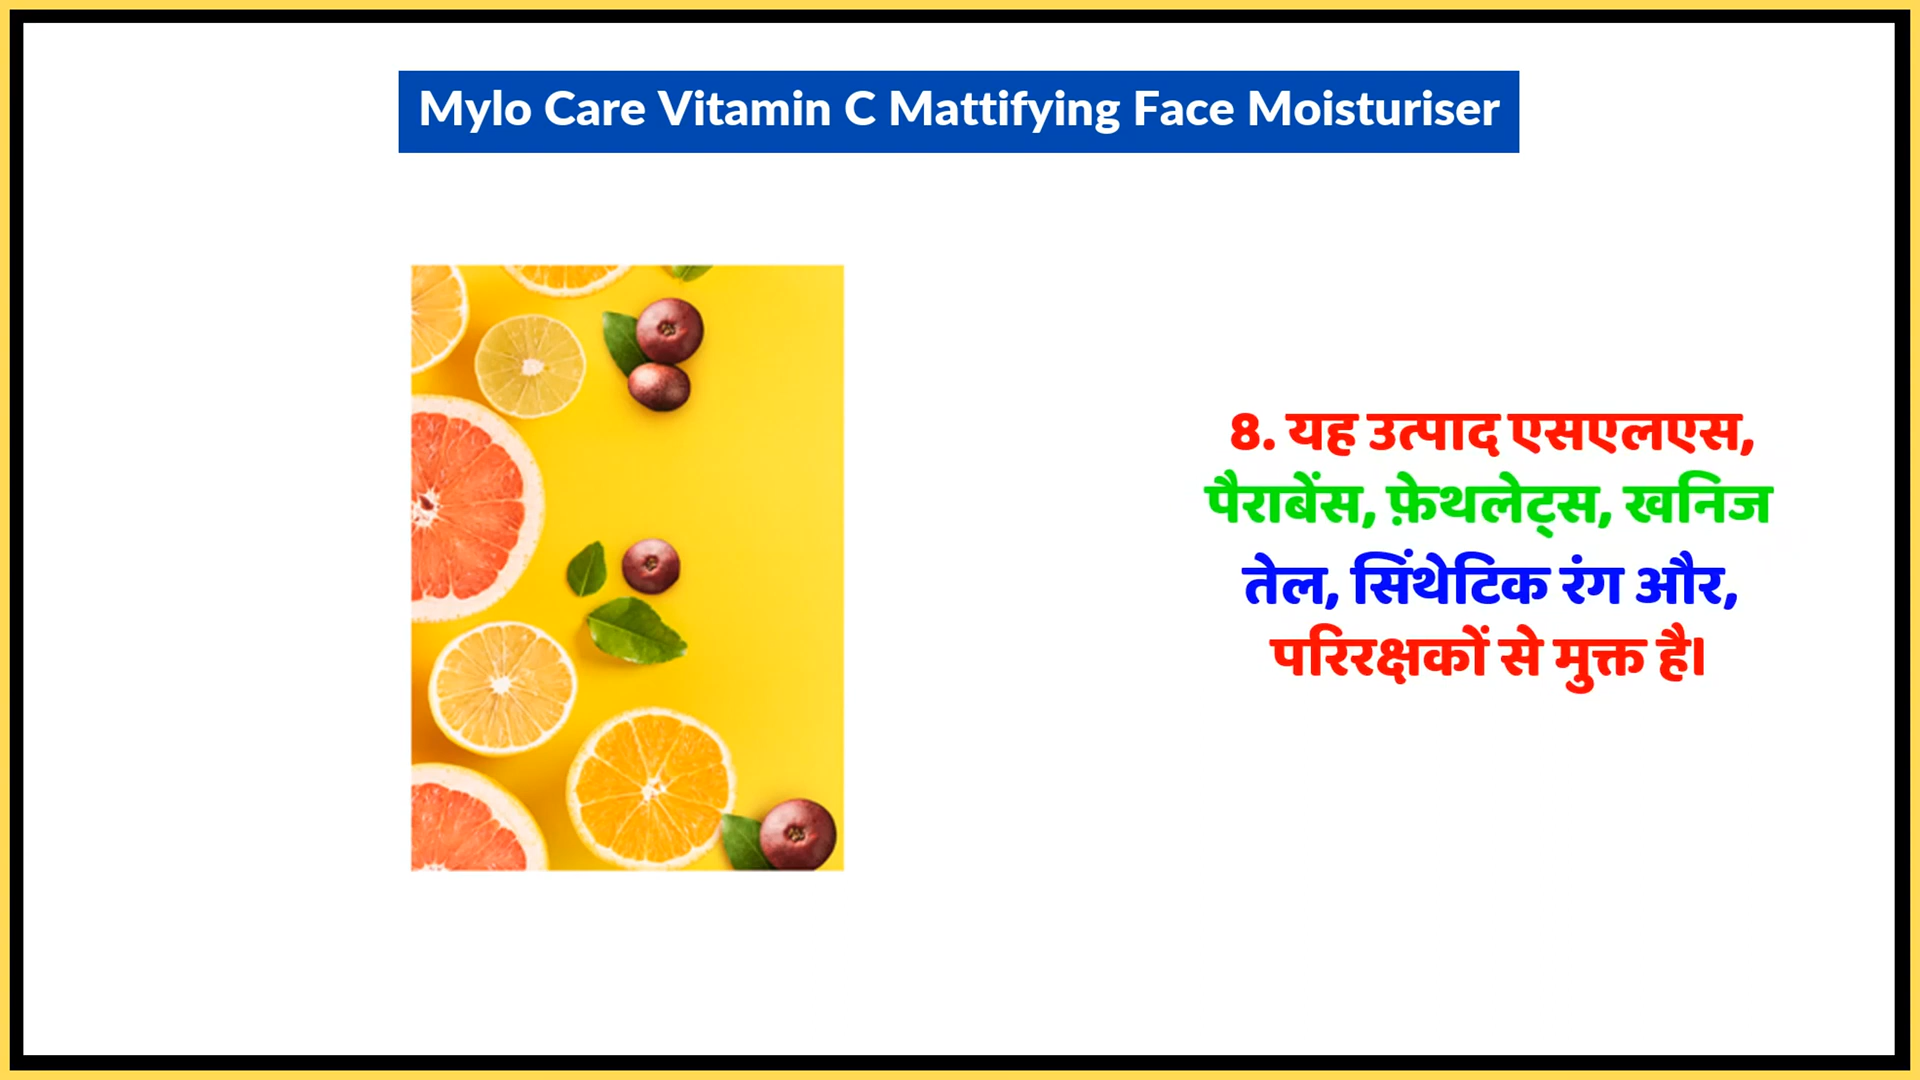 Mylo Care Vitamin C Mattifying Face Moisturiser
8. यह उत्पाद एसएलएस,
पैराबेंस, फ़ेथलेट्स, खनिज
तेल, सिंथेटिक रंग और,
परिरक्षकों से मुक्त है।